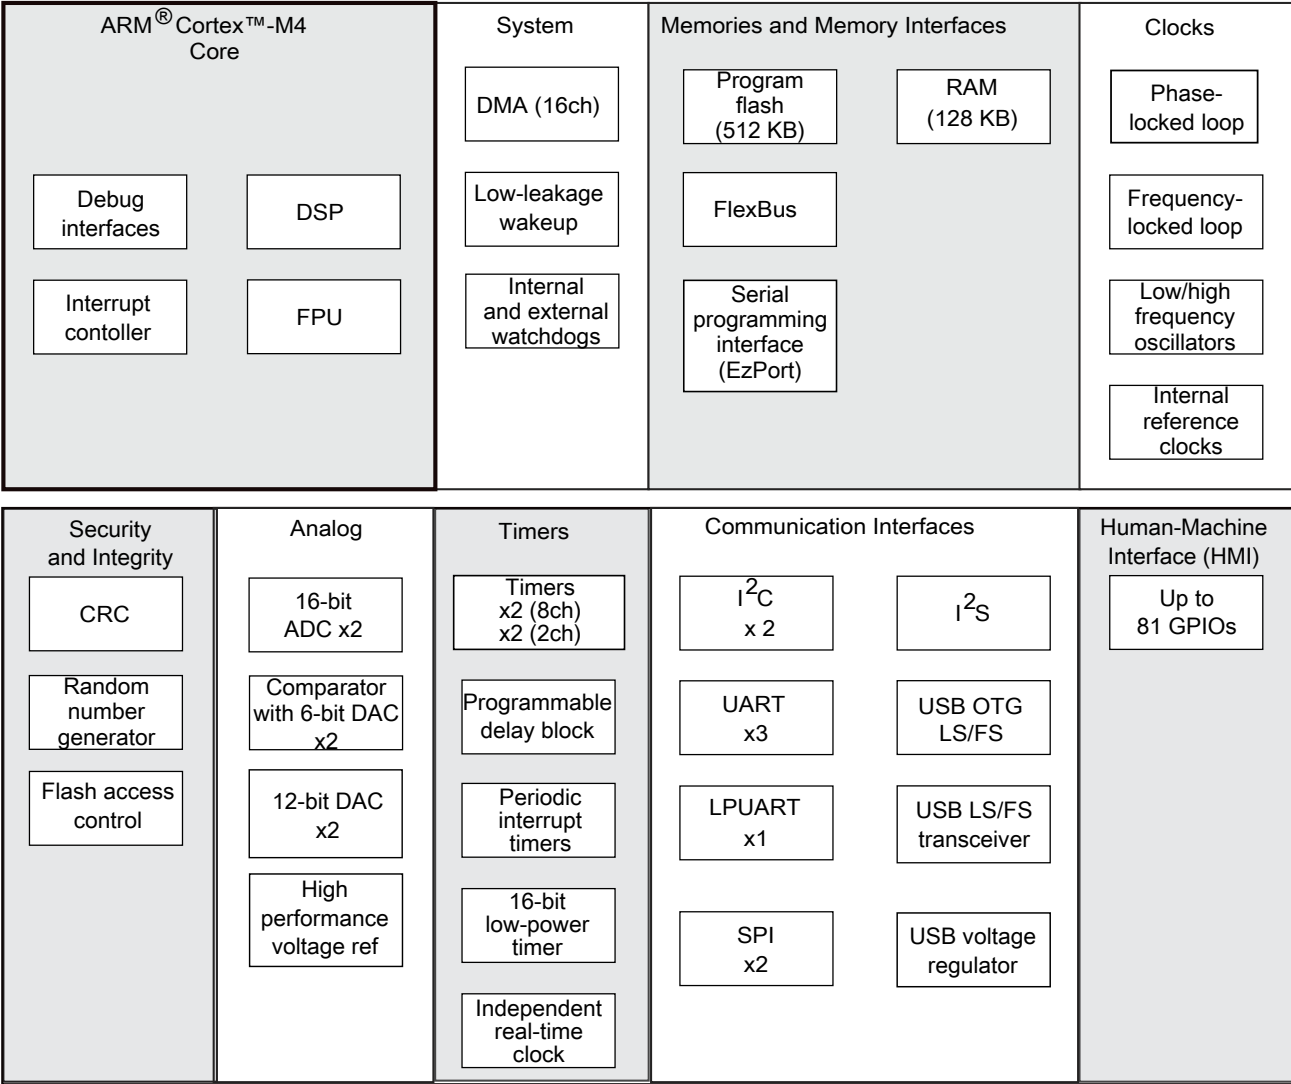 ARM®Cortex™-M4
Core
Debug
interfaces
DSP
Interrupt
contoller
FPU
System
DMA (16ch)
Low-leakage
wakeup
Internal
and external
watchdogs
Memories and Memory Interfaces
Program
flash
(512 KB)
RAM
(128 KB)
FlexBus
Serial
programming
interface
(EzPort)
Clocks
Phase-
locked loop
Frequency-
locked loop
Low/high
frequency
oscillators
Internal
reference
clocks
Security
and Integrity
CRC
Random
number
generator
Flash access
control
Analog
16-bit
ADC x2
Comparator
with 6-bit DAC
x2
12-bit DAC
x2
High
performance
voltage ref
Timers
Timers
x2 (8ch)
x2 (2ch)
Programmable
delay block
Periodic
interrupt
timers
16-bit
low-power
timer
Independent
real-time
clock
Communication Interfaces
I²C
x 2
I²S
UART
x3
USB OTG
LS/FS
LPUART
x1
USB LS/FS
transceiver
SPI
x2
USB voltage
regulator
Human-Machine
Interface (HMI)
Up to
81 GPIOs